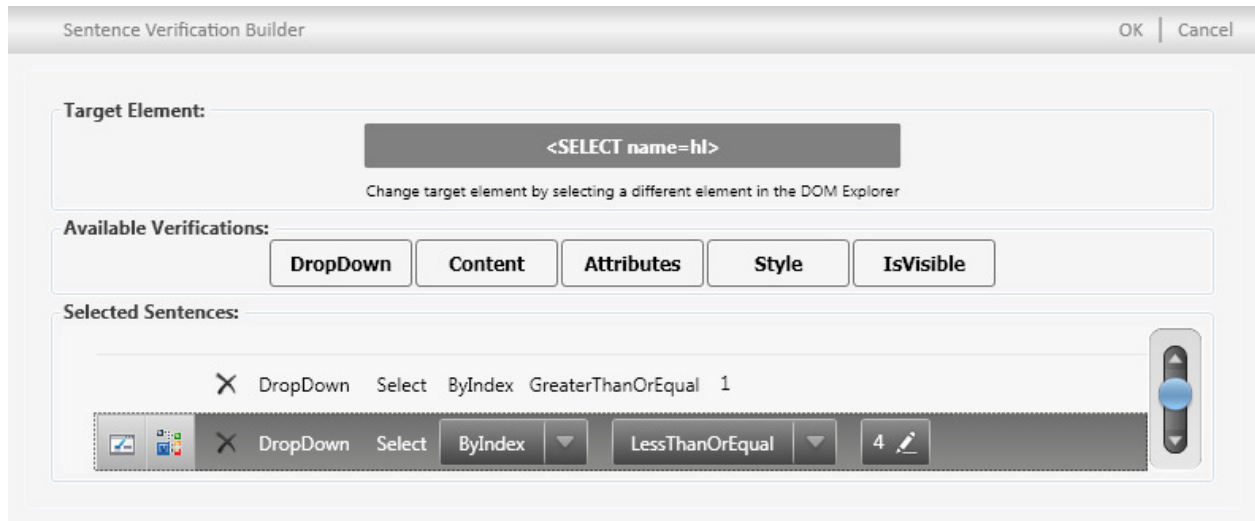 Sentence Verification Builder OK | Cancel
Target Element:
<SELECT name=hl>
Change target element by selecting a different element in the DOM Explorer
Available Verifications:
DropDown Content Attributes Style IsVisible
Selected Sentences:
DropDown Select ByIndex GreaterThanOrEqual 1
DropDown Select ByIndex LessThanOrEqual 4